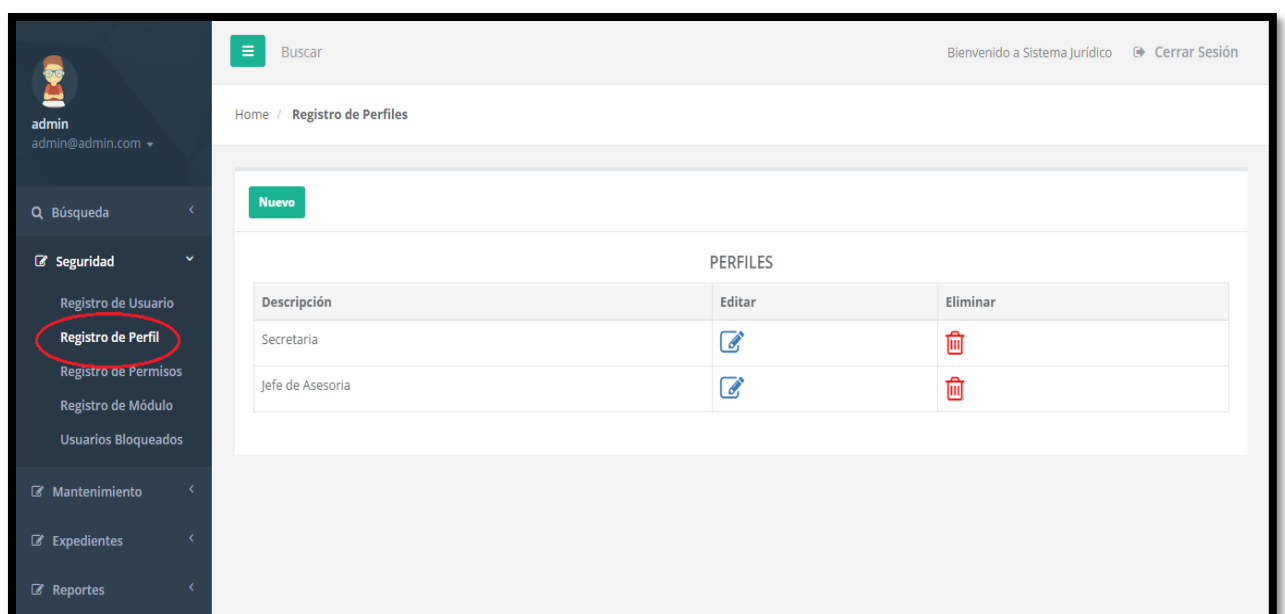 admin
admin@admin.com
Búsqueda
Seguridad
Registro de Usuario
Registro de Perfil
Registro de Permisos
Registro de Módulo
Usuarios Bloqueados
Mantenimiento
Expedientes
Reportes
Buscar
Bienvenido a Sistema Jurídico Cerrar Sesión
Home / Registro de Perfiles
Nuevo
PERFILES
Descripción Editar Eliminar
Secretaria
Jefe de Asesoria